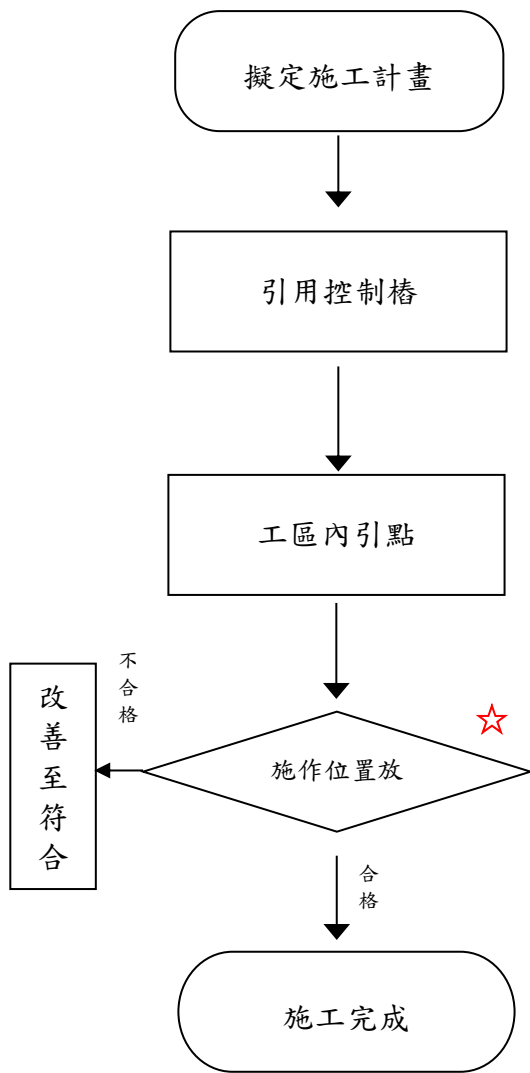 擬定施工計畫
引用控制樁
工區內引點
不合格
改善至符合
施作位置放
合格
施工完成